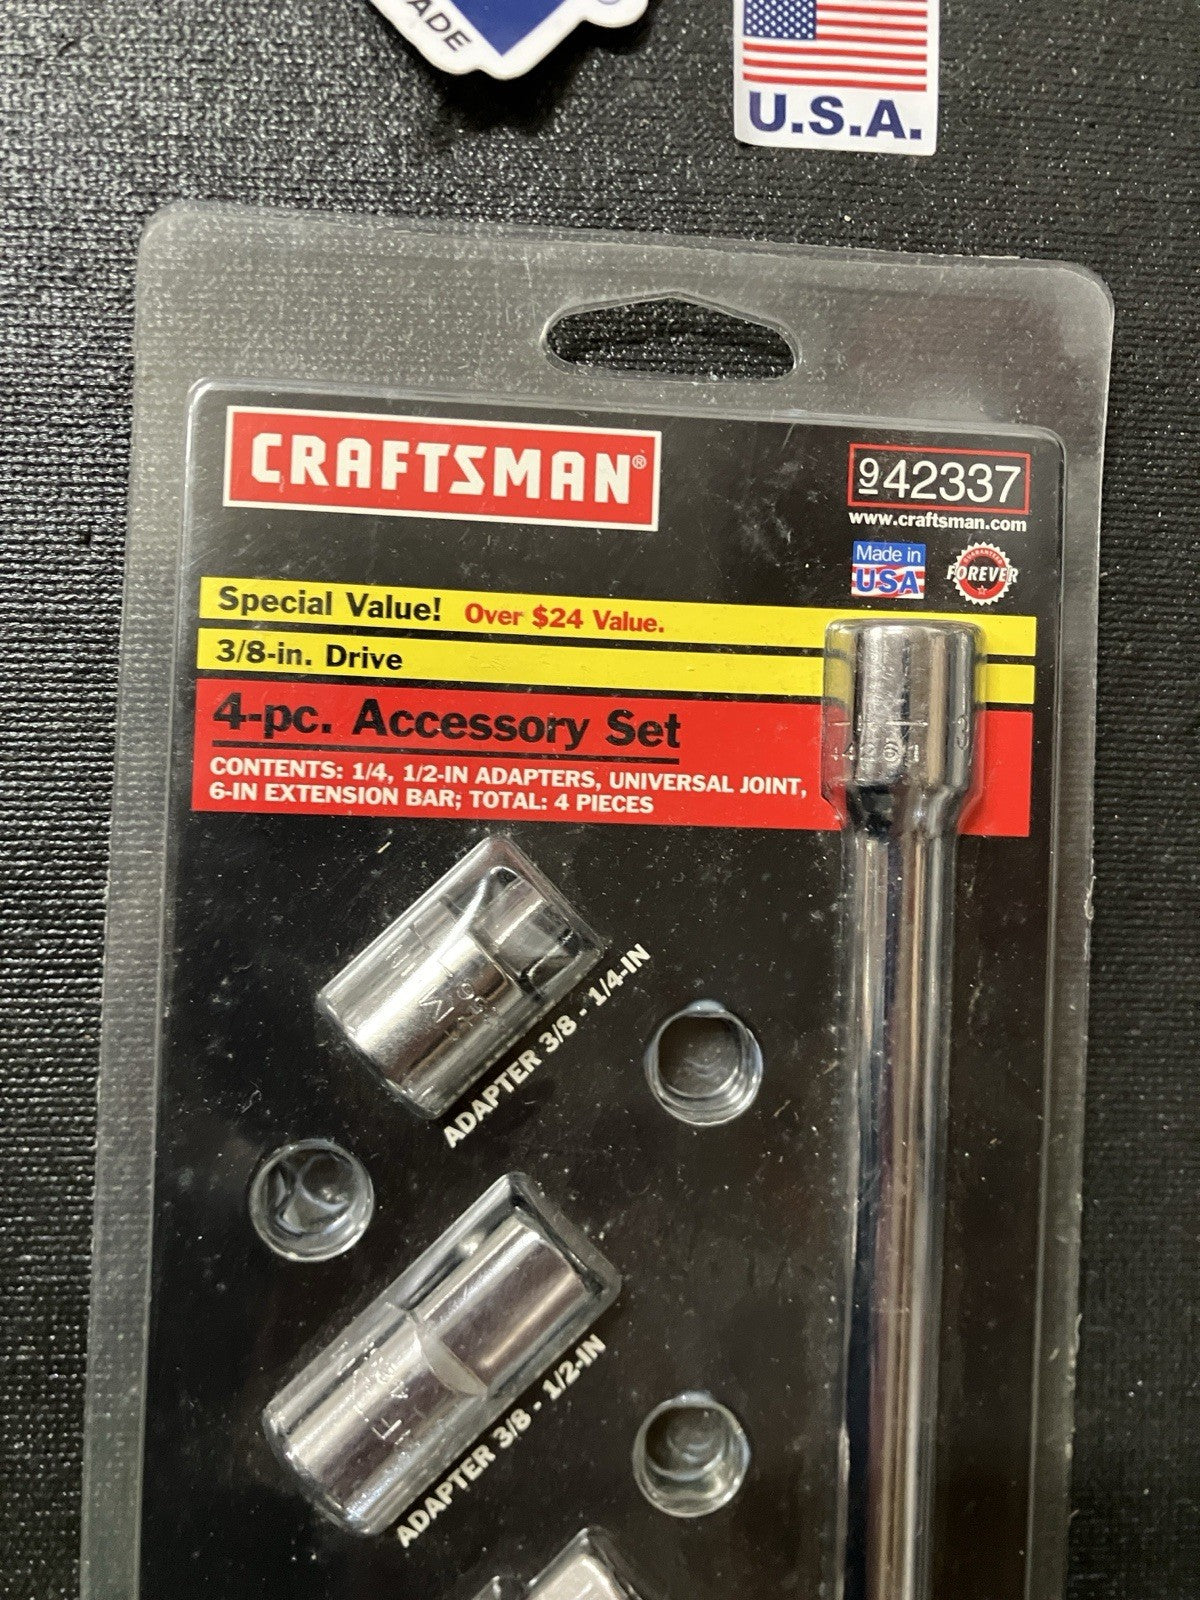 ADE
U.S.A.
CRAFTSMAN®
9 42337
www.craftsman.com
Made in
USA
GUARANTEED
FOREVER
Special Value! Over $24 Value.
3/8-in. Drive
4-pc. Accessory Set
CONTENTS: 1/4, 1/2-IN ADAPTERS, UNIVERSAL JOINT,
6-IN EXTENSION BAR; TOTAL: 4 PIECES
ADAPTER 3/8 - 1/4-IN
ADAPTER 3/8 - 1/2-IN